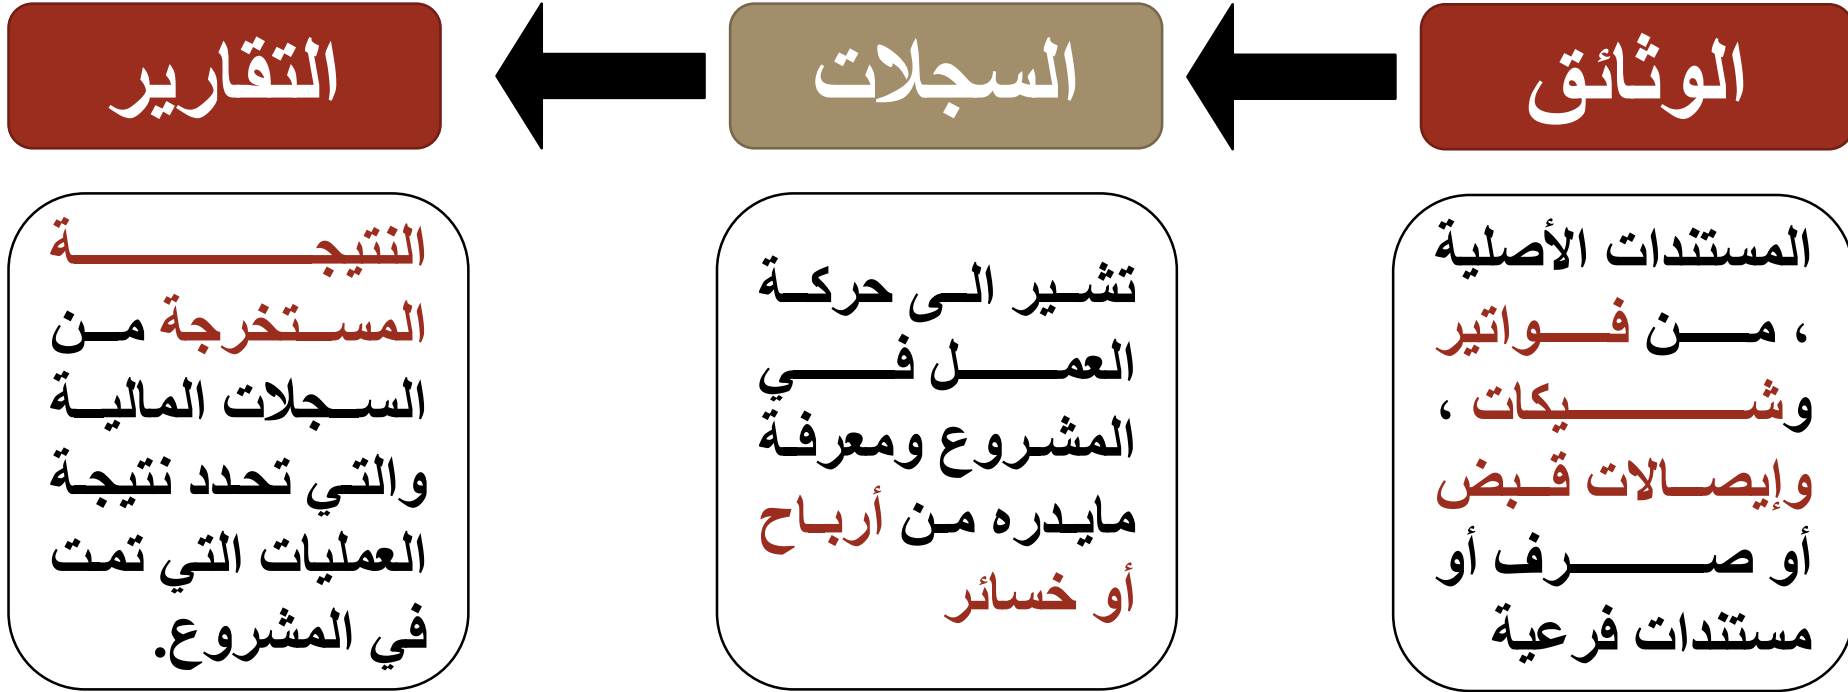 الوثائق
السجلات
التقارير
المستندات الأصلية
، من فواتير
وشيكات ،
وإيصالات قبض
أو صرف أو
مستندات فرعية
تشير الى حركة
العمل في
المشروع ومعرفة
مايدره من أرباح
أو خسائر
النتيجة
المستخرجة من
السجلات المالية
والتي تحدد نتيجة
العمليات التي تمت
في المشروع.